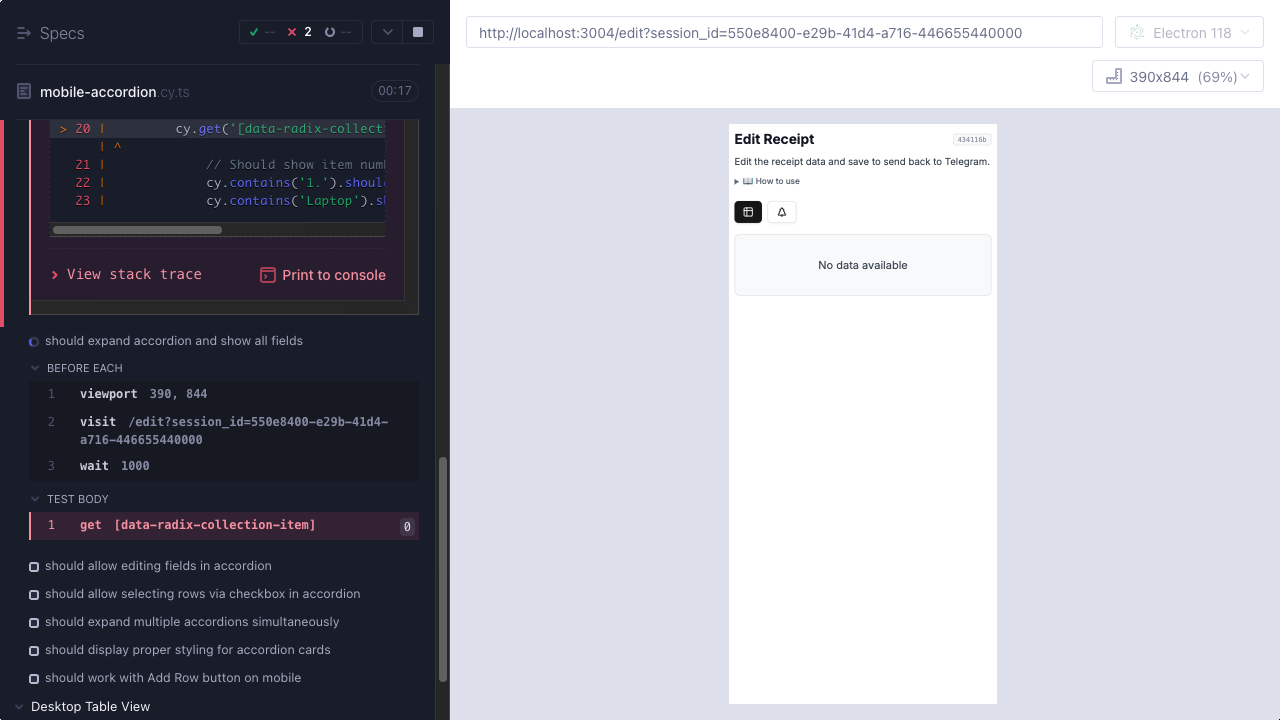 Specs
-- 2 --
mobile-accordion.cy.ts 00:17
> 20 | cy.get('[data-radix-collect
| ^
21 | // Should show item num
22 | cy.contains('1.').shoul
23 | cy.contains('Laptop').sh
> View stack trace Print to console
should expand accordion and show all fields
BEFORE EACH
1 viewport 390, 844
2 visit /edit?session_id=550e8400-e29b-41d4-
a716-446655440000
3 wait 1000
TEST BODY
1 get [data-radix-collection-item] 0
should allow editing fields in accordion
should allow selecting rows via checkbox in accordion
should expand multiple accordions simultaneously
should display proper styling for accordion cards
should work with Add Row button on mobile
Desktop Table View
http://localhost:3004/edit?session_id=550e8400-e29b-41d4-a716-446655440000
Electron 118
390x844 (69%)
Edit Receipt 434116b
Edit the receipt data and save to send back to Telegram.
How to use
No data available